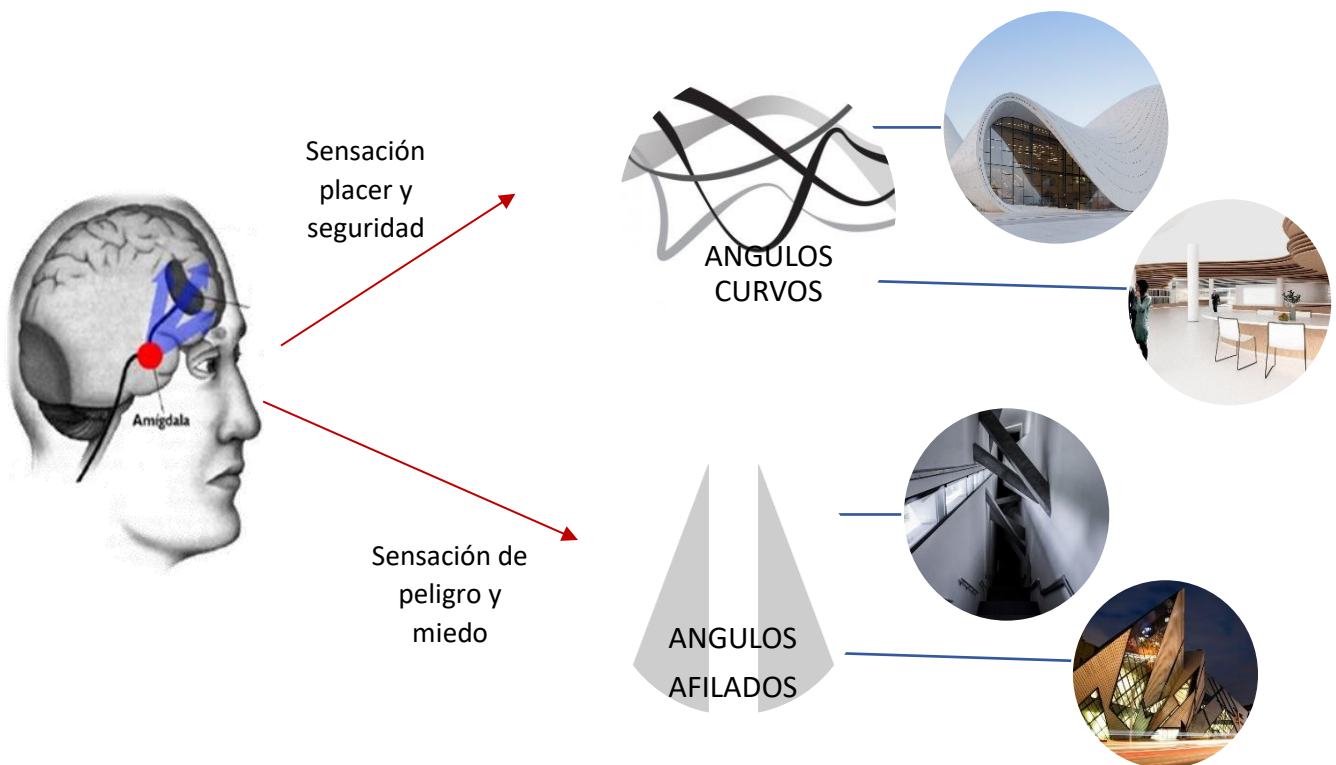 Sensación
placer y
seguridad
ANGULOS
CURVOS
Amígdala
Sensación de
peligro y
miedo
ANGULOS
AFILADOS